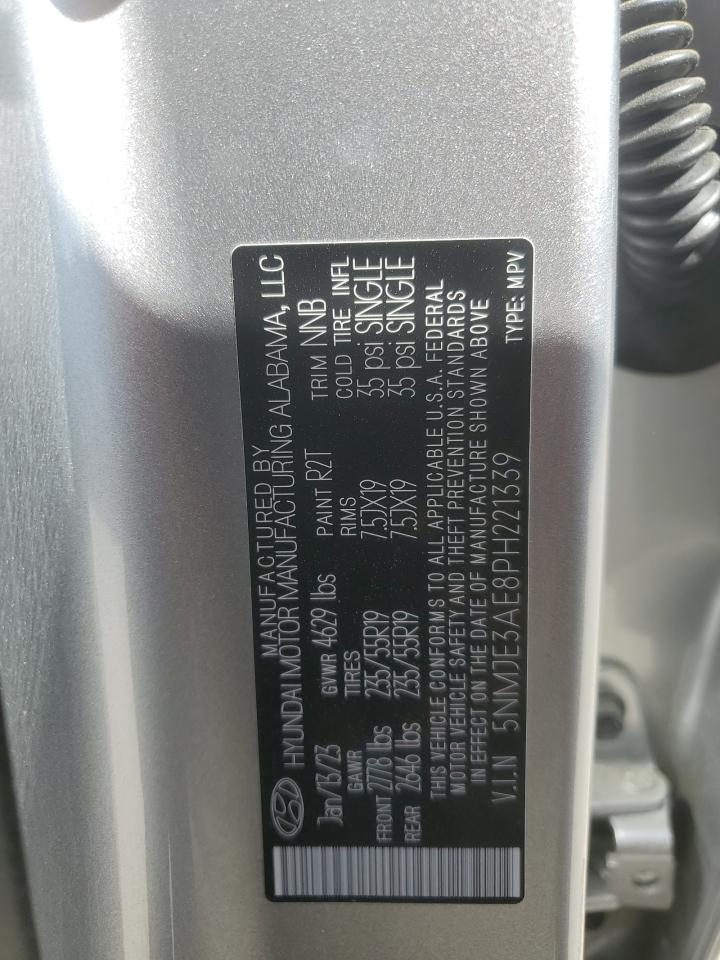 MANUFACTURED BY
HYUNDAI MOTOR MANUFACTURING ALABAMA, LLC
Jan/13/23 GVWR 4629 lbs PAINT R2T TRIM NNB
GAWR TIRES RIMS COLD TIRE INFL
FRONT 2778 lbs 235/55R19 7.5JX19 35 psi SINGLE
REAR 2646 lbs 235/55R19 7.5JX19 35 psi SINGLE
THIS VEHICLE CONFORMS TO ALL APPLICABLE U.S.A. FEDERAL
MOTOR VEHICLE SAFETY AND THEFT PREVENTION STANDARDS
IN EFFECT ON THE DATE OF MANUFACTURE SHOWN ABOVE
V.I.N 5NMJE3AE8PH221339 TYPE: MPV